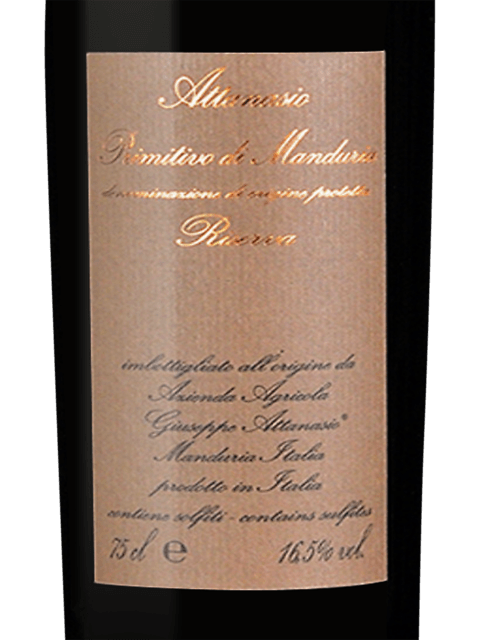 Attanasio
Primitivo di Manduria
denominazione di origine protetta
Riserva
imbottigliato all'origine da
Azienda Agricola
Giuseppe Attanasio®
Manduria Italia
prodotto in Italia
contiene solfiti - contains sulfites
75 cl e 16,5% vol.